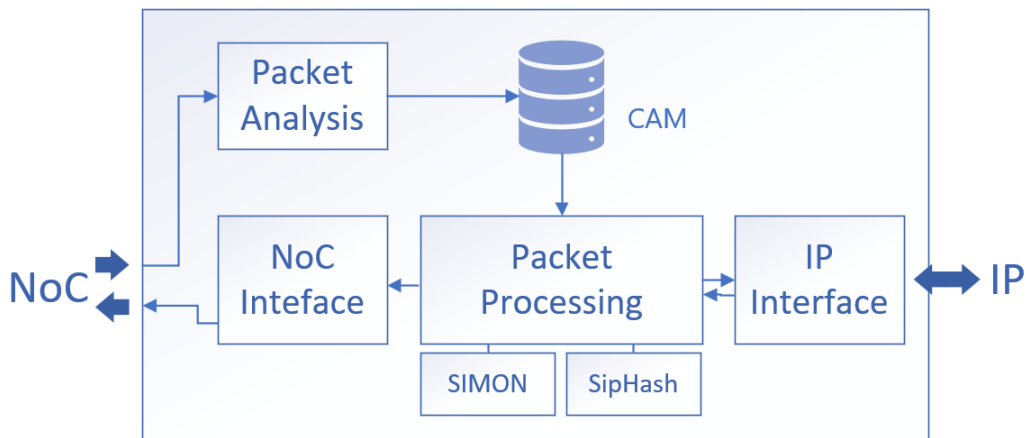 Packet
Analysis
CAM
NoC
NoC
Inteface
Packet
Processing
IP
Interface
IP
SIMON
SipHash